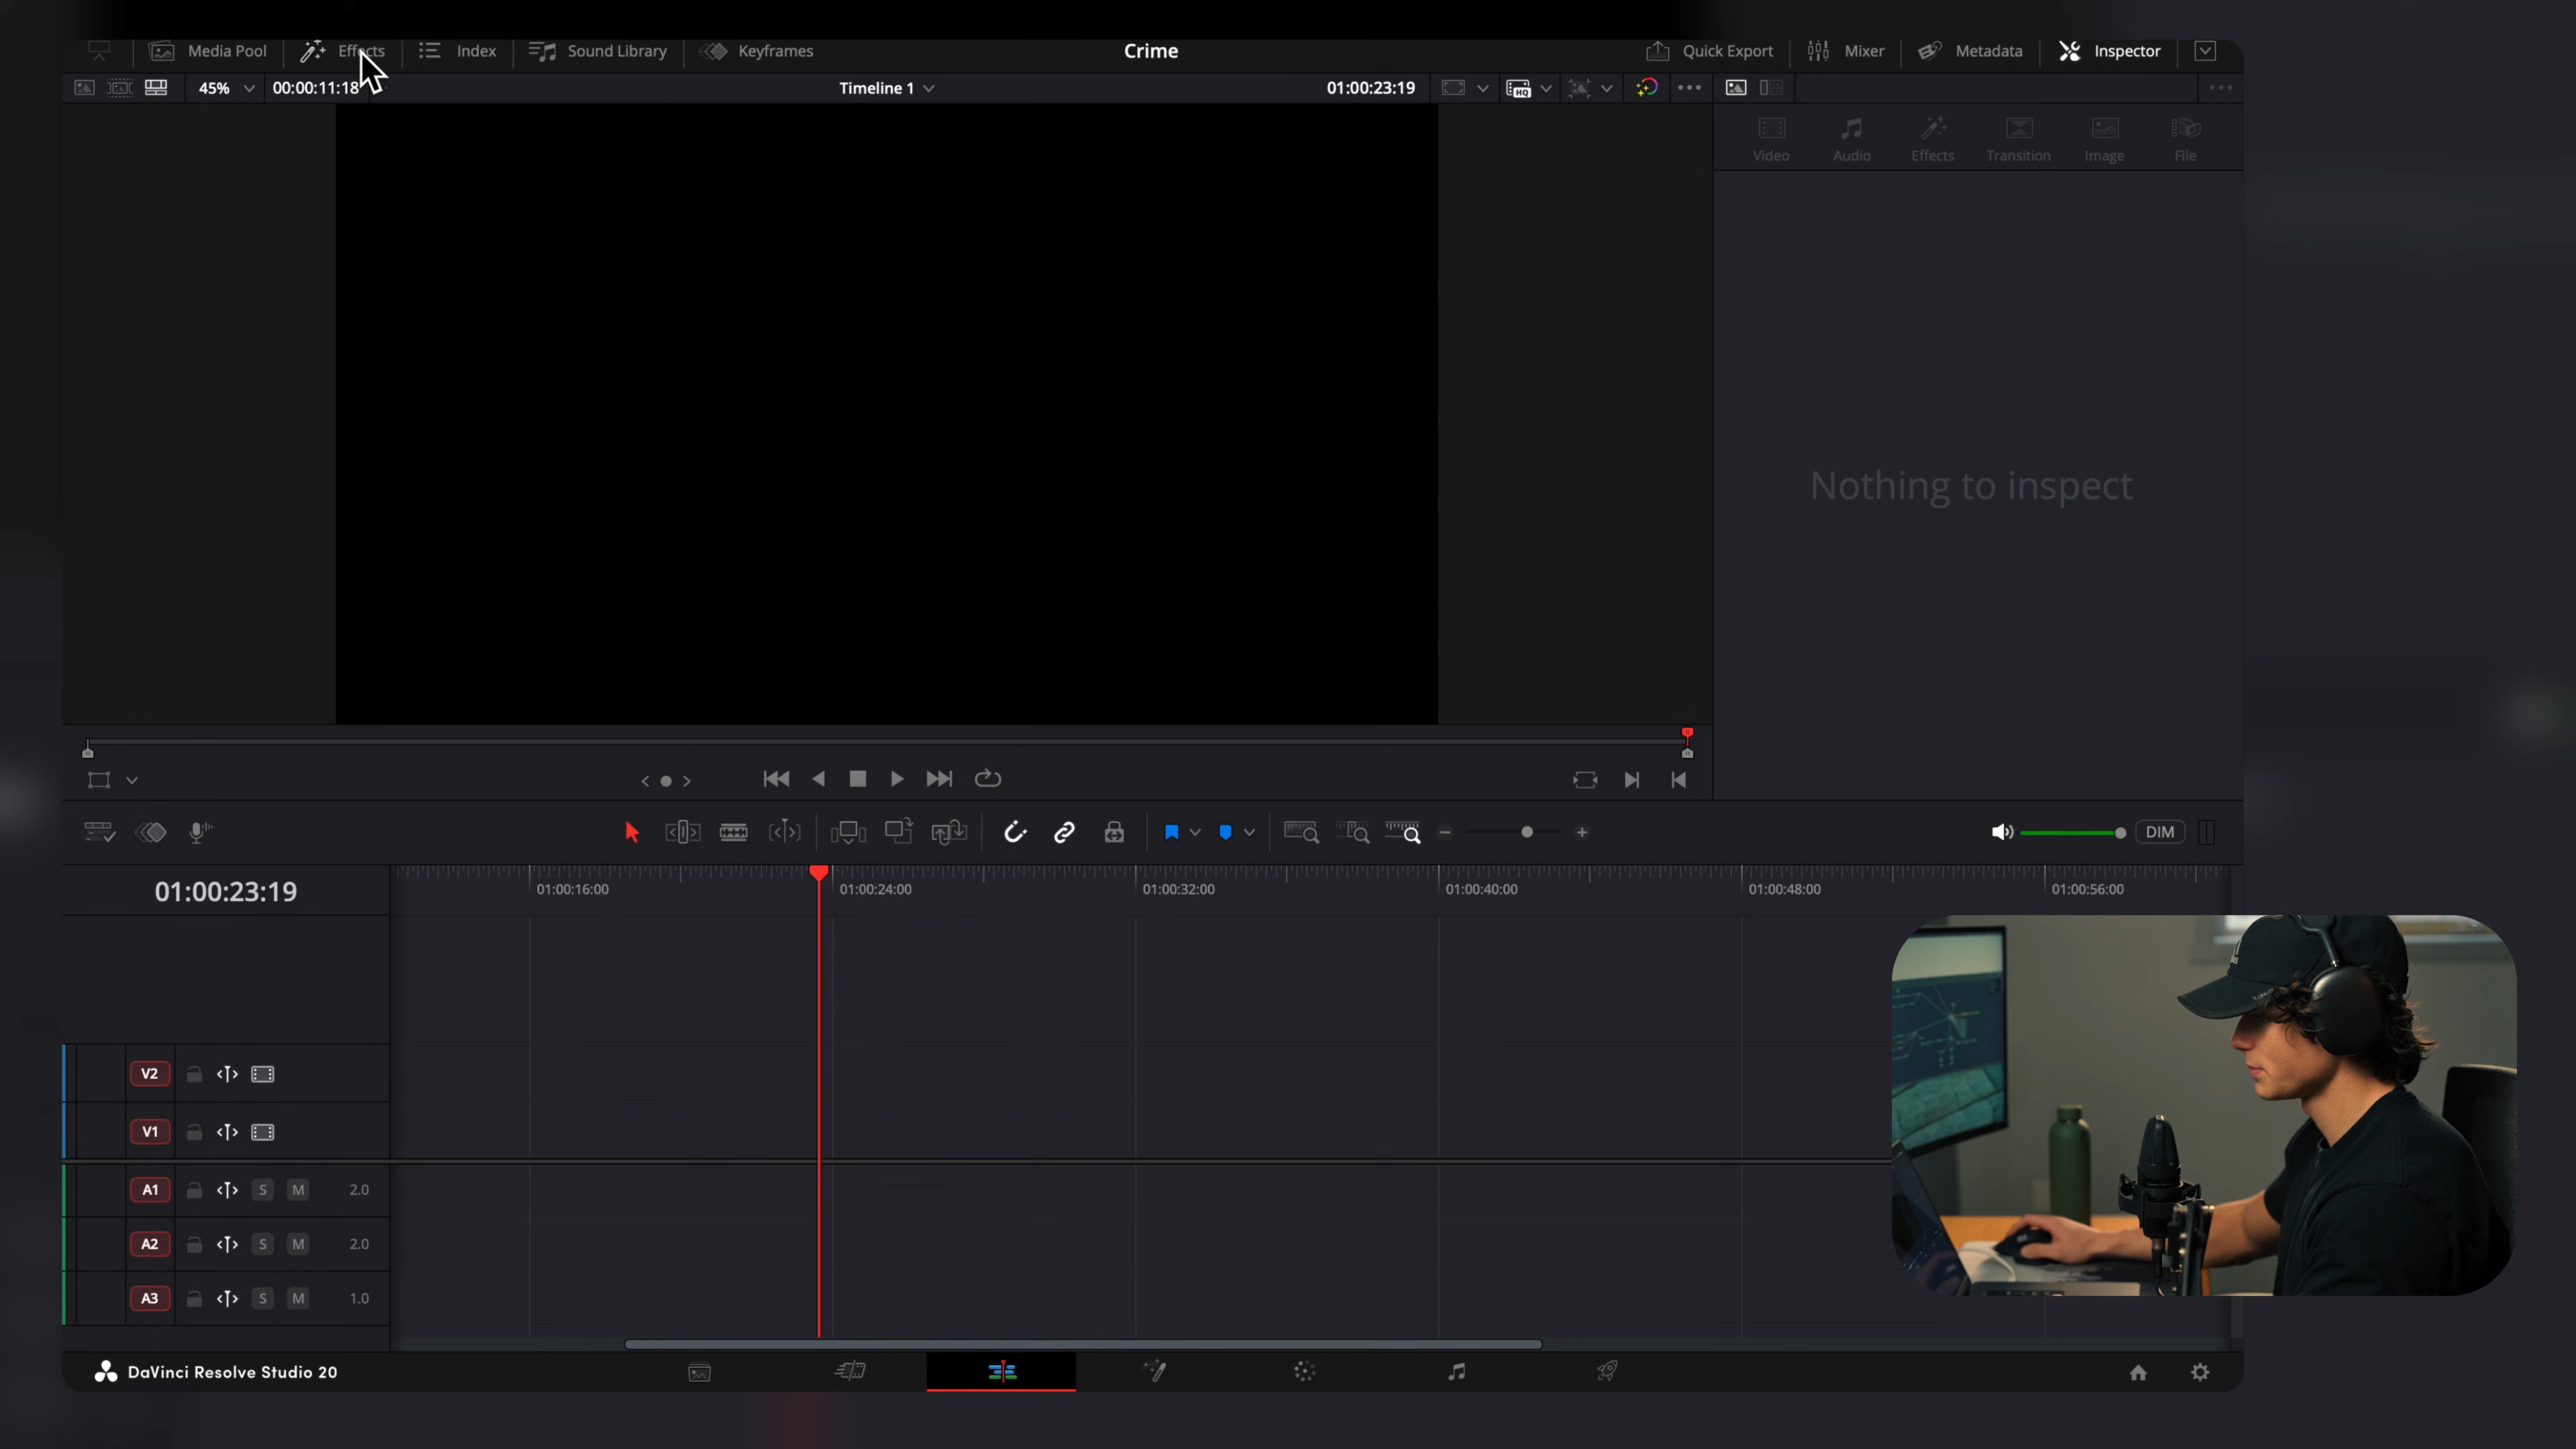 Media Pool Effects Index Sound Library Keyframes Crime Quick Export Mixer Metadata Inspector
45% 00:00:11:18 Timeline 1 01:00:23:19 HQ
Video Audio Effects Transition Image File
Nothing to inspect
DIM
01:00:23:19 01:00:16:00 01:00:24:00 01:00:32:00 01:00:40:00 01:00:48:00 01:00:56:00
V2
V1
A1 S M 2.0
A2 S M 2.0
A3 S M 1.0
DaVinci Resolve Studio 20